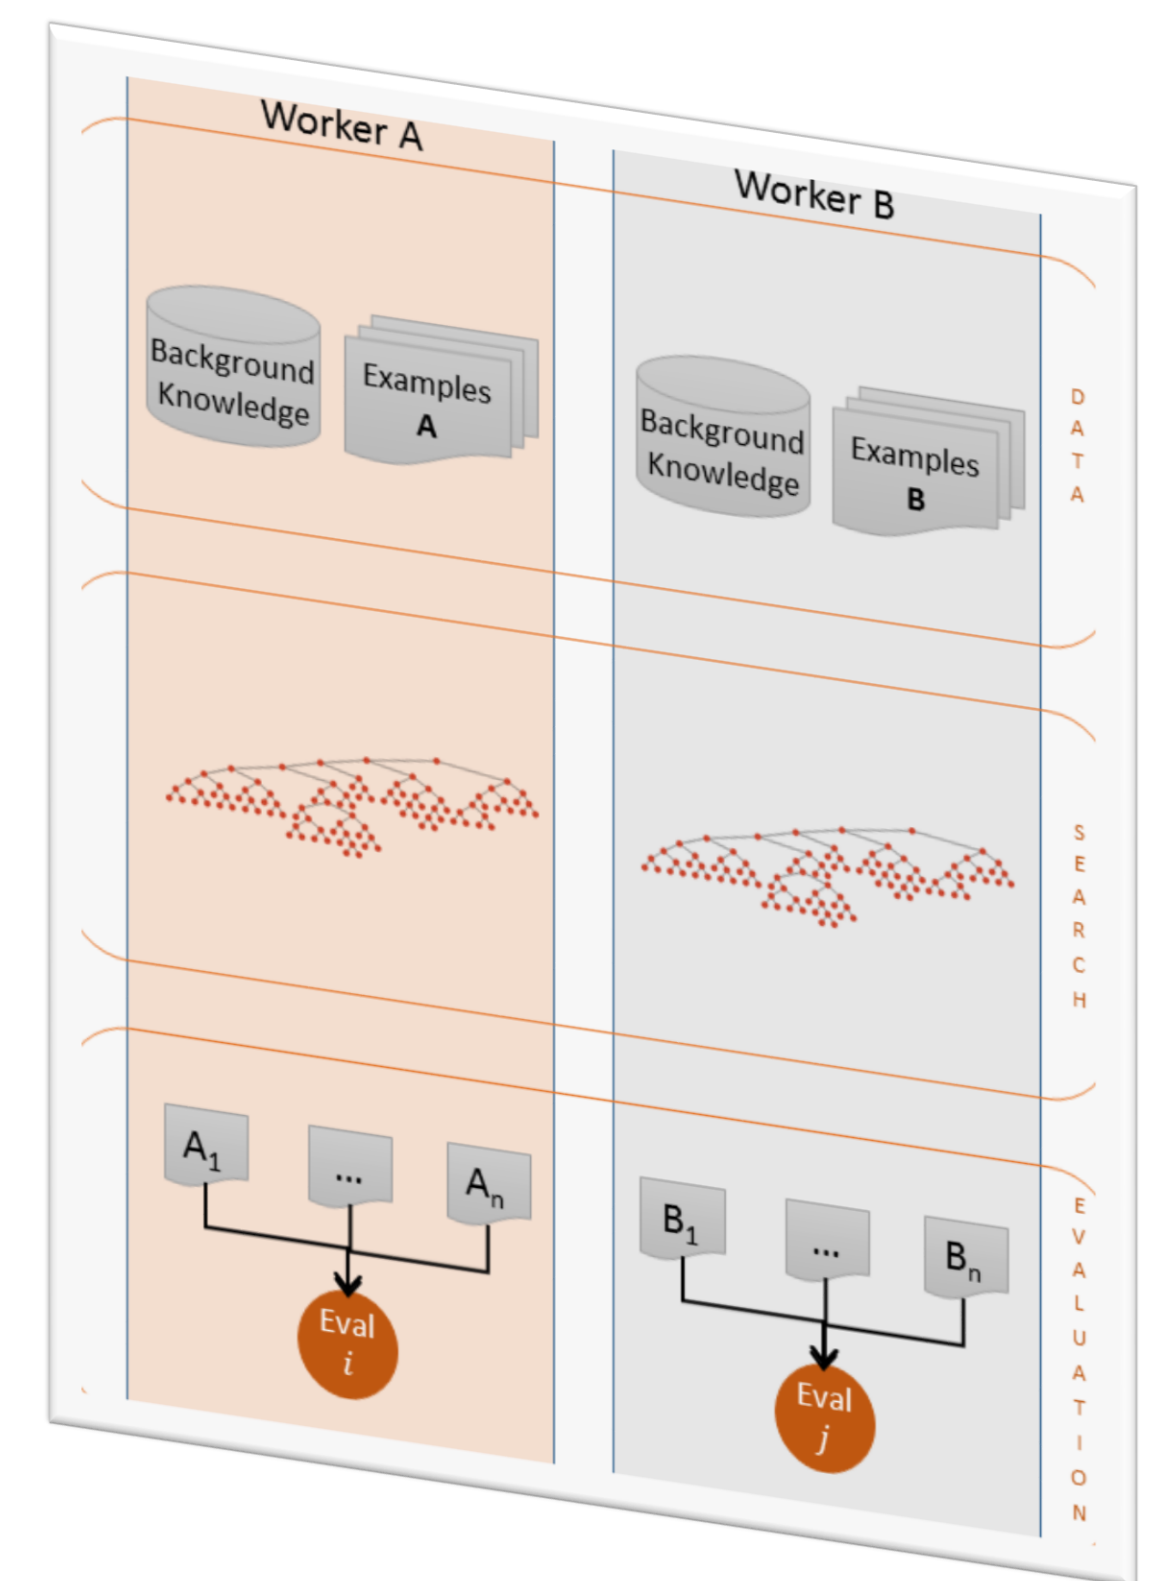 Worker A
Worker B
Background
Knowledge
Examples
A
Background
Knowledge
Examples
B
D
A
T
A
S
E
A
R
C
H
A1
...
An
Eval
i
B1
...
Bn
Eval
j
E
V
A
L
U
A
T
I
O
N